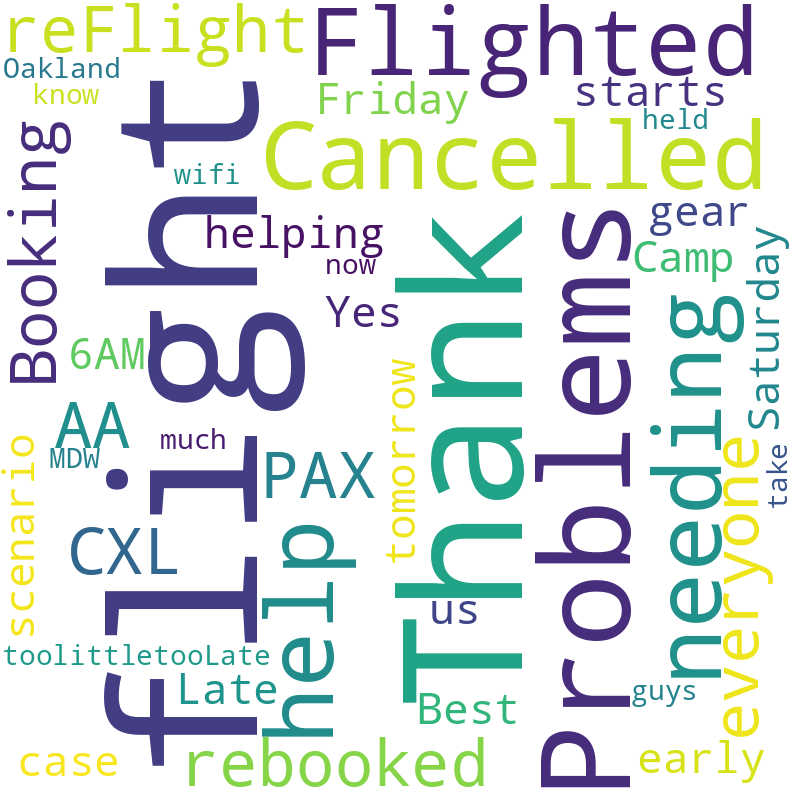 reFlight
Flighted
Oakland
know
Friday
starts
held
Cancelled
wifi
Booking
helping
now
gear
Camp
Yes
Saturday
6AM
flight
Thank
Problems
needing
AA
MDW
much
tomorrow
PAX
everyone
take
scenario
CXL
help
us
toolittletooLate
Late
Best
guys
case
rebooked
early